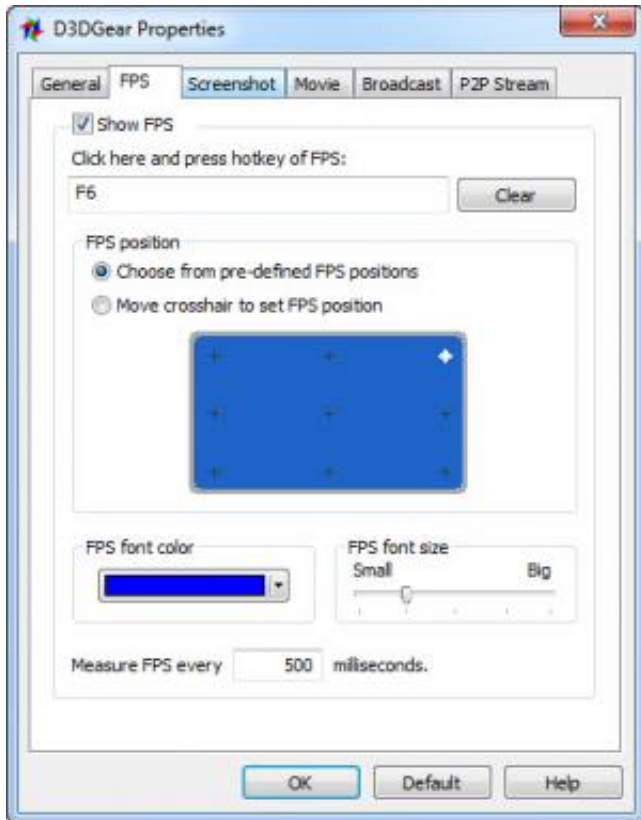 D3DGear Properties
General FPS Screenshot Movie Broadcast P2P Stream
Show FPS
Click here and press hotkey of FPS:
F6 Clear
FPS position
Choose from pre-defined FPS positions
Move crosshair to set FPS position
FPS font color FPS font size
Small Big
Measure FPS every 500 milliseconds.
OK Default Help